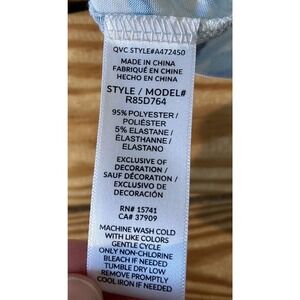 QVC STYLE#A472450
MADE IN CHINA
FABRIQUÉ EN CHINE
HECHO EN CHINA
STYLE / MODEL#
R85D764
95% POLYESTER /
POLIÉSTER
5% ELASTANE /
ÉLASTHANNE /
ELASTANO
EXCLUSIVE OF
DECORATION /
SAUF DÉCORATION /
EXCLUSIVO DE
DECORACIÓN
RN# 15741
CA# 37909
MACHINE WASH COLD
WITH LIKE COLORS
GENTLE CYCLE
ONLY NON-CHLORINE
BLEACH IF NEEDED
TUMBLE DRY LOW
REMOVE PROMPTLY
COOL IRON IF NEEDED